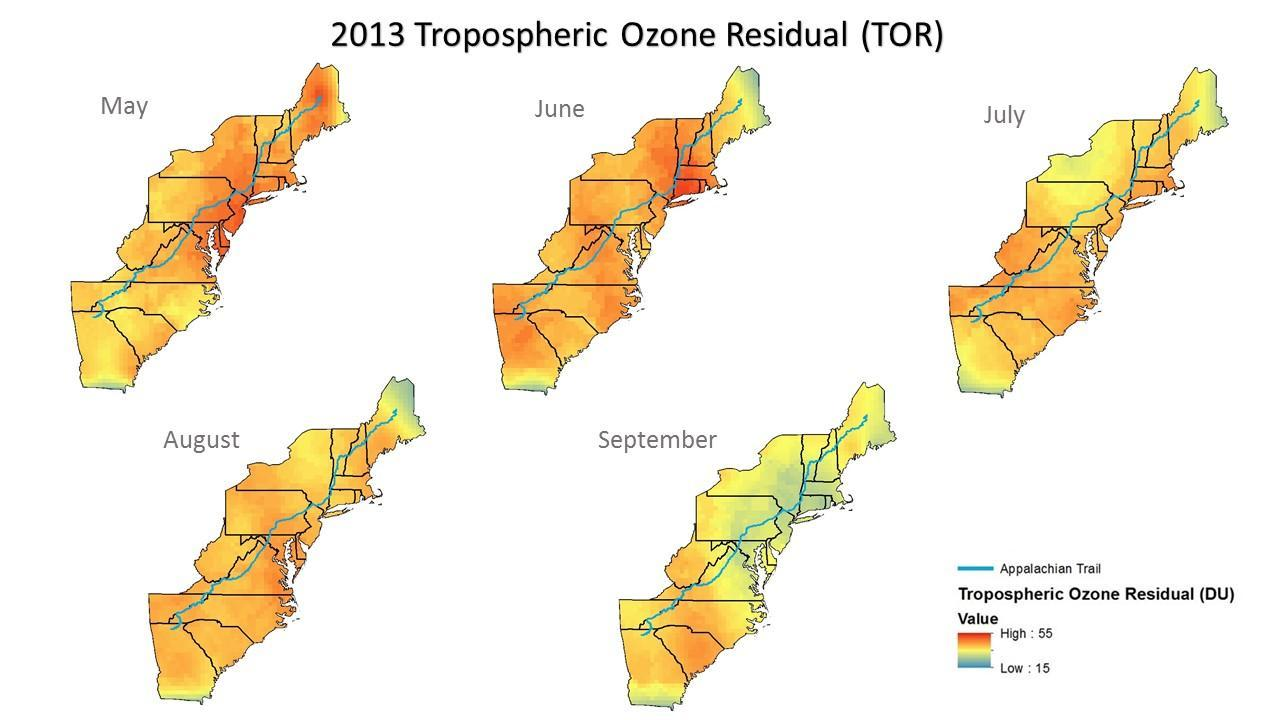 2013 Tropospheric Ozone Residual (TOR)
May
June
July
August
September
Appalachian Trail
Tropospheric Ozone Residual (DU)
Value
High : 55
Low : 15